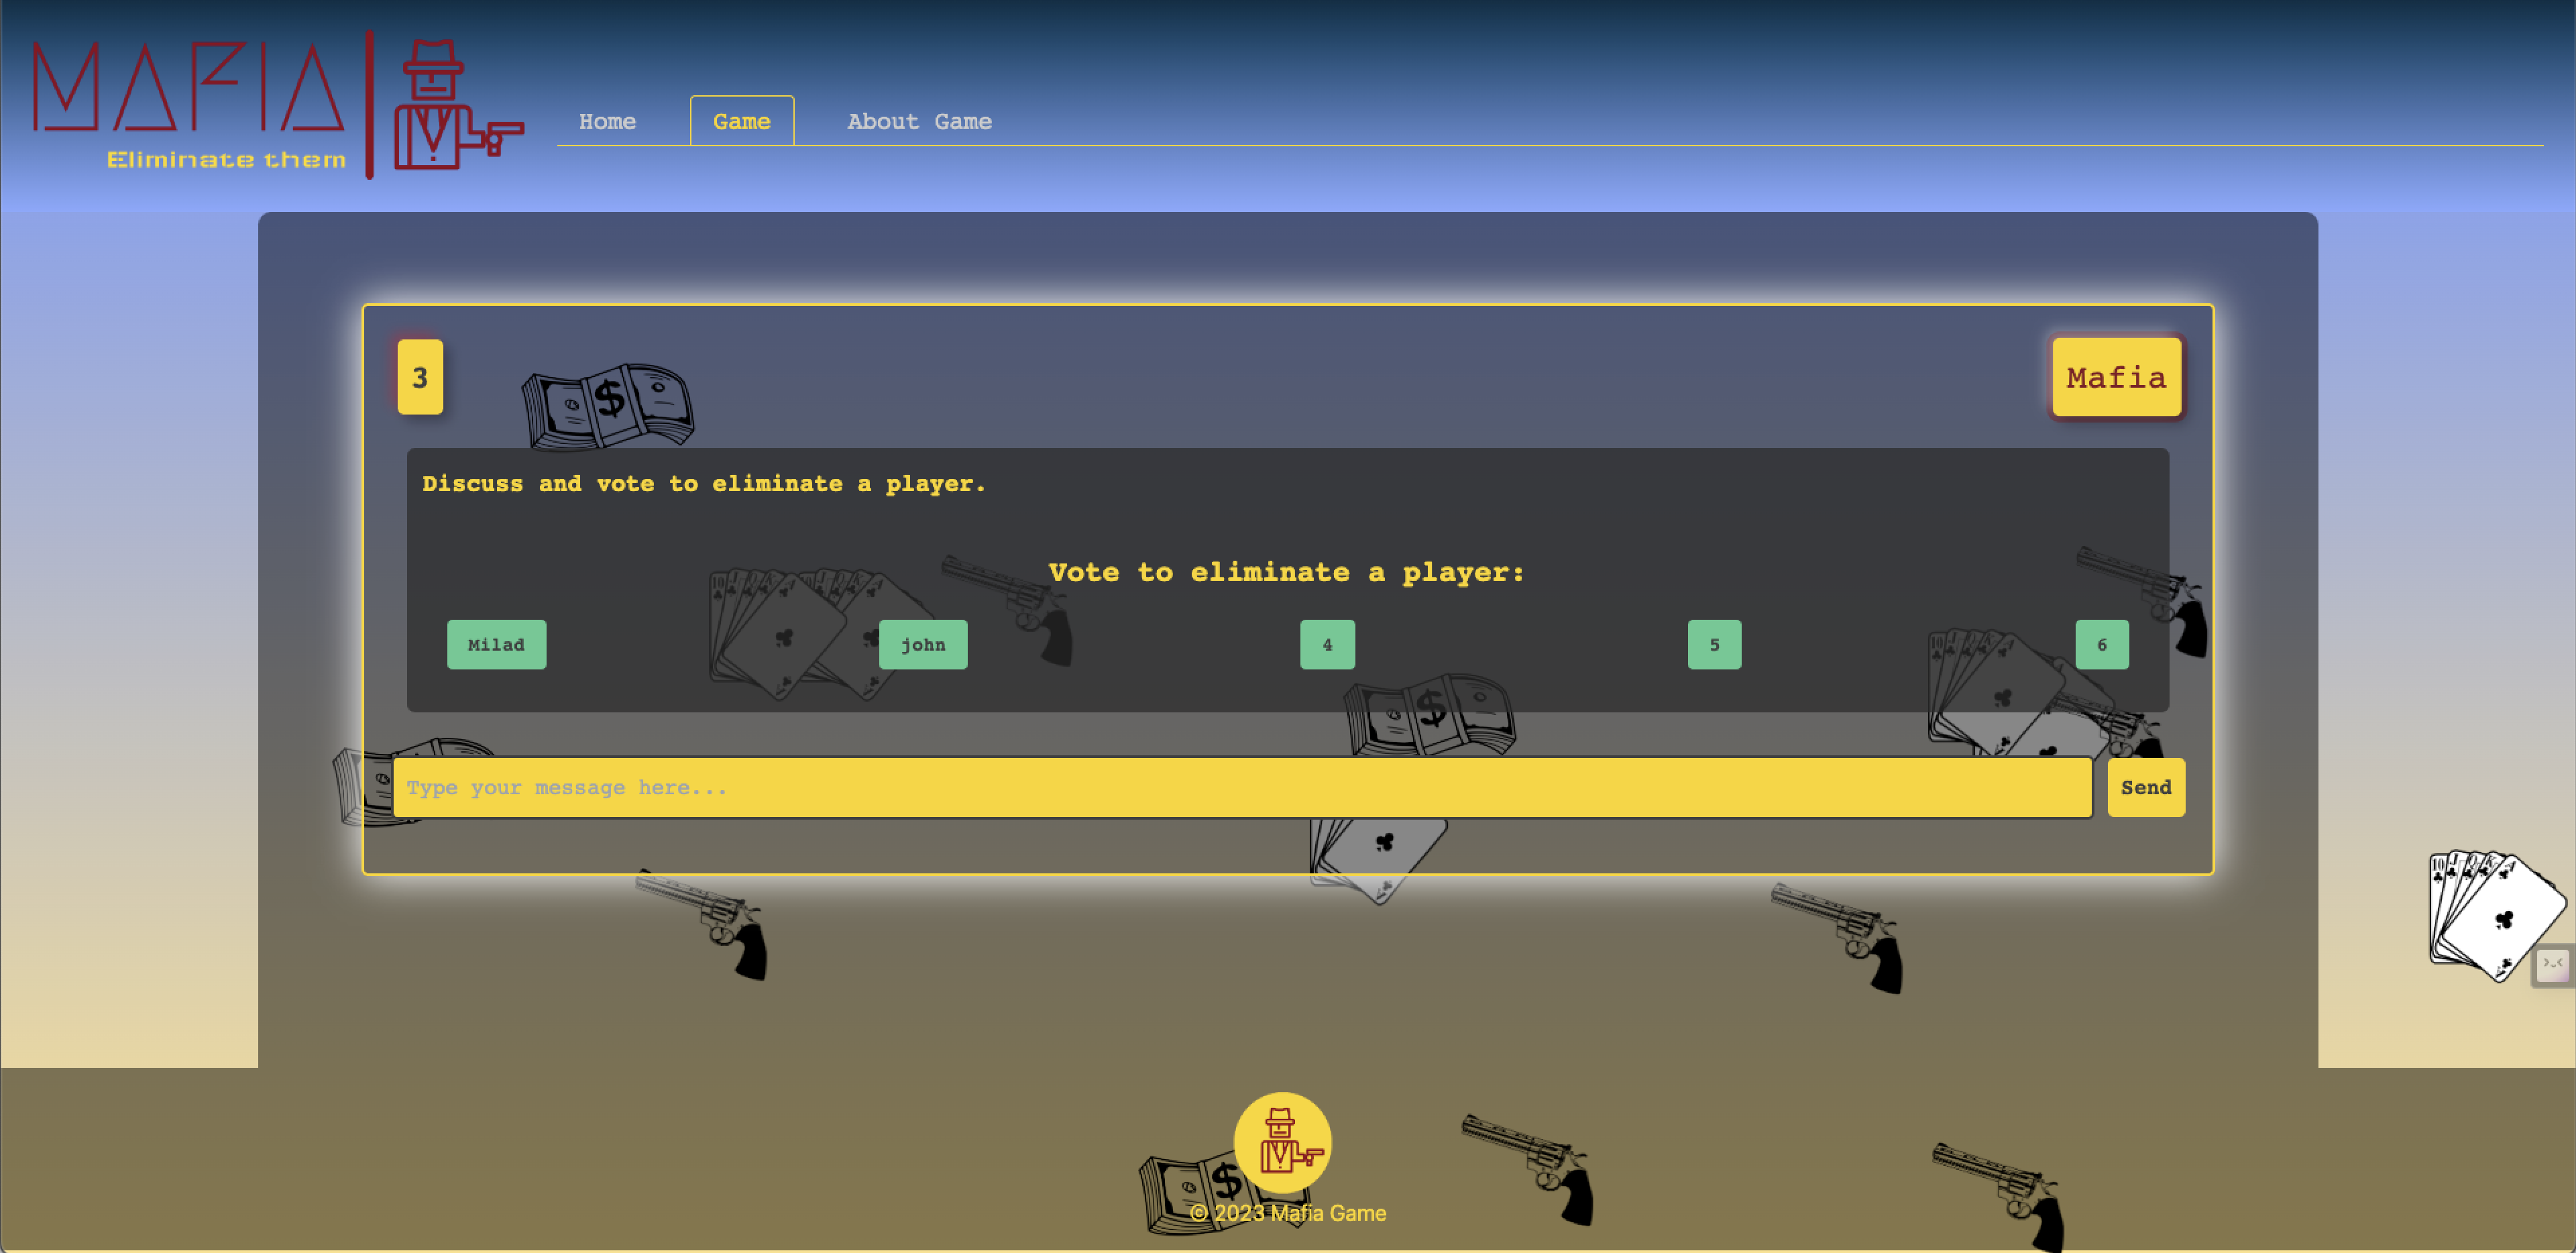 MAFIA
Eliminate them
Home
Game
About Game
3
Mafia
Discuss and vote to eliminate a player.
Vote to eliminate a player:
Milad
john
4
5
6
Type your message here...
Send
© 2023 Mafia Game